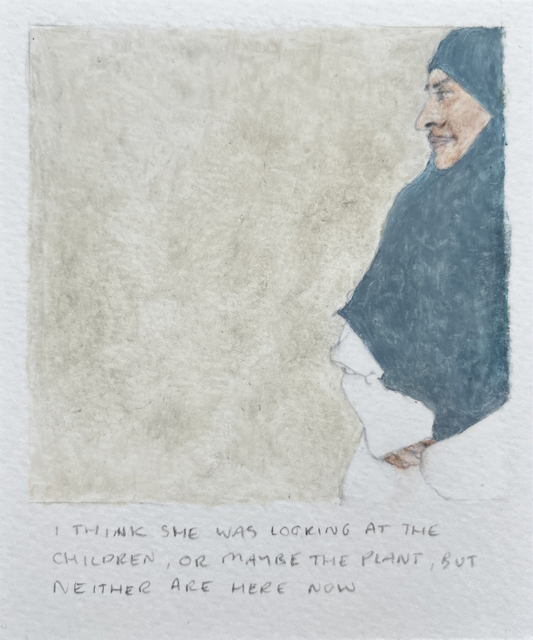 I THINK SHE WAS LOOKING AT THE
CHILDREN, OR MAYBE THE PLANT, BUT
NEITHER ARE HERE NOW